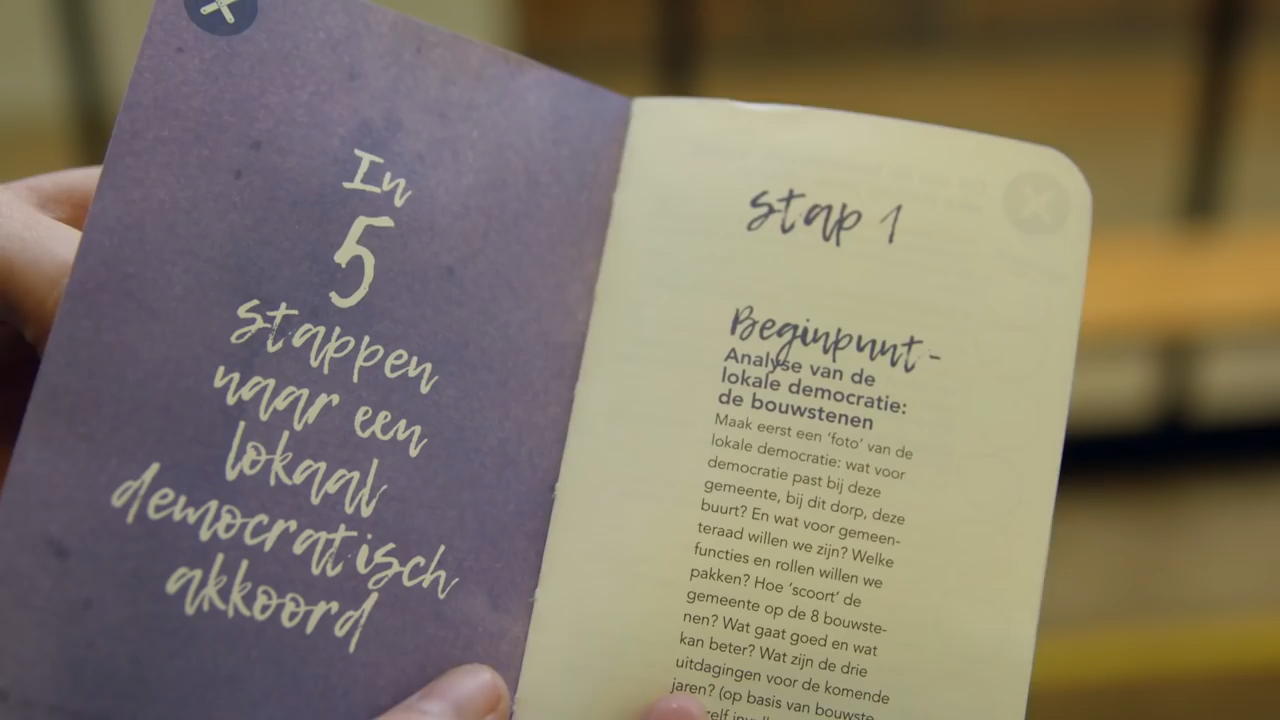 In
5
stappen
naar een
lokaal
democratisch
akkoord
stap 1
Beginpunt-
Analyse van de
lokale democratie:
de bouwstenen
Maak eerst een ‘foto’ van de
lokale democratie: wat voor
democratie past bij deze
gemeente, bij dit dorp, deze
buurt? En wat voor gemeen-
teraad willen we zijn? Welke
functies en rollen willen we
pakken? Hoe ‘scoort’ de
gemeente op de 8 bouwste-
nen? Wat gaat goed en wat
kan beter? Wat zijn de drie
uitdagingen voor de komende
jaren? (op basis van bouwste-
zelf